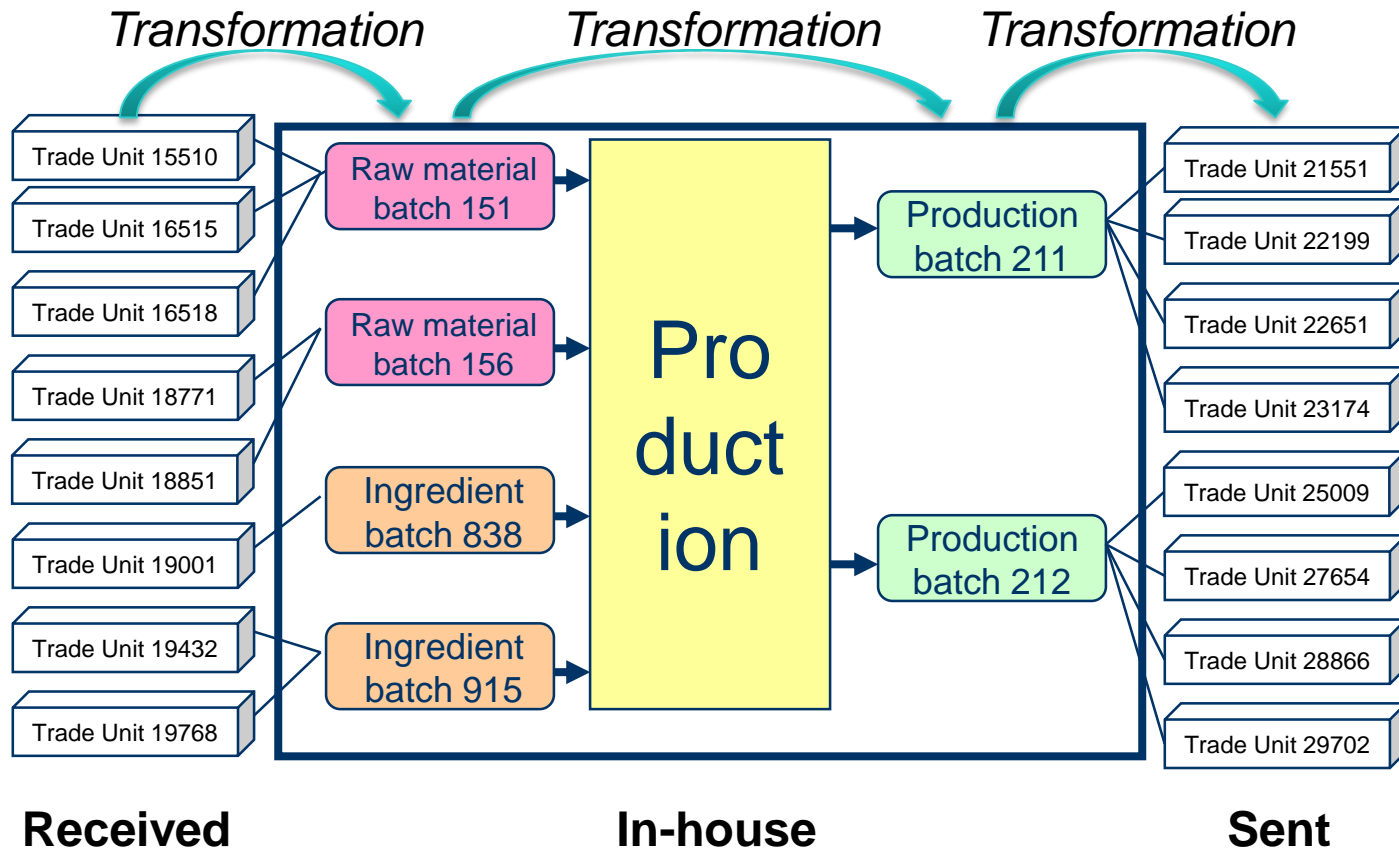 Transformation
Transformation
Transformation
Trade Unit 15510
Trade Unit 16515
Trade Unit 16518
Trade Unit 18771
Trade Unit 18851
Trade Unit 19001
Trade Unit 19432
Trade Unit 19768
Raw material
batch 151
Raw material
batch 156
Ingredient
batch 838
Ingredient
batch 915
Pro
duct
ion
Production
batch 211
Production
batch 212
Trade Unit 21551
Trade Unit 22199
Trade Unit 22651
Trade Unit 23174
Trade Unit 25009
Trade Unit 27654
Trade Unit 28866
Trade Unit 29702
Received
In-house
Sent